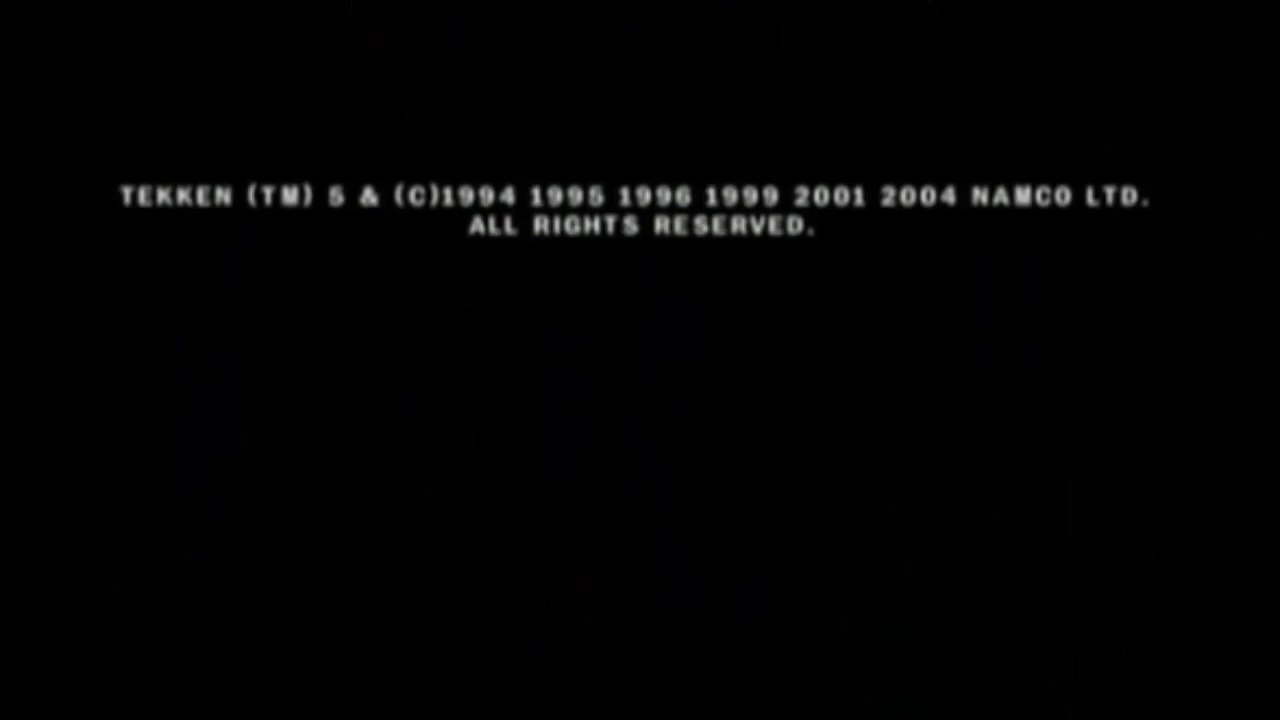 TEKKEN (TM) 5 & (C)1994 1995 1996 1999 2001 2004 NAMCO LTD.
ALL RIGHTS RESERVED.